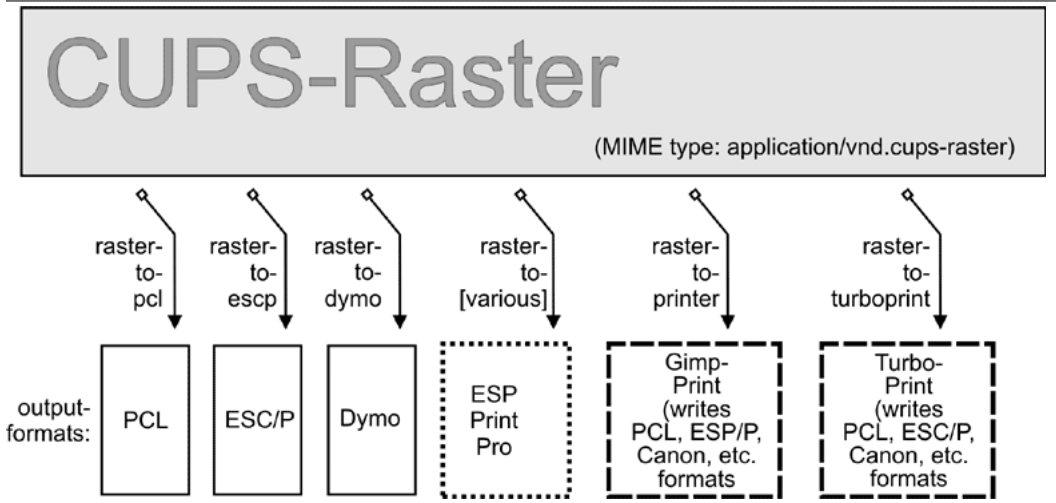 CUPS-Raster
(MIME type: application/vnd.cups-raster)
raster-
to-
pcl
raster-
to-
escp
raster-
to-
dymo
raster-
to-
[various]
raster-
to-
printer
raster-
to-
turboprint
output-
formats:
PCL
ESC/P
Dymo
ESP
Print
Pro
Gimp-
Print
(writes
PCL, ESP/P,
Canon, etc.
formats
Turbo-
Print
(writes
PCL, ESC/P,
Canon, etc.
formats